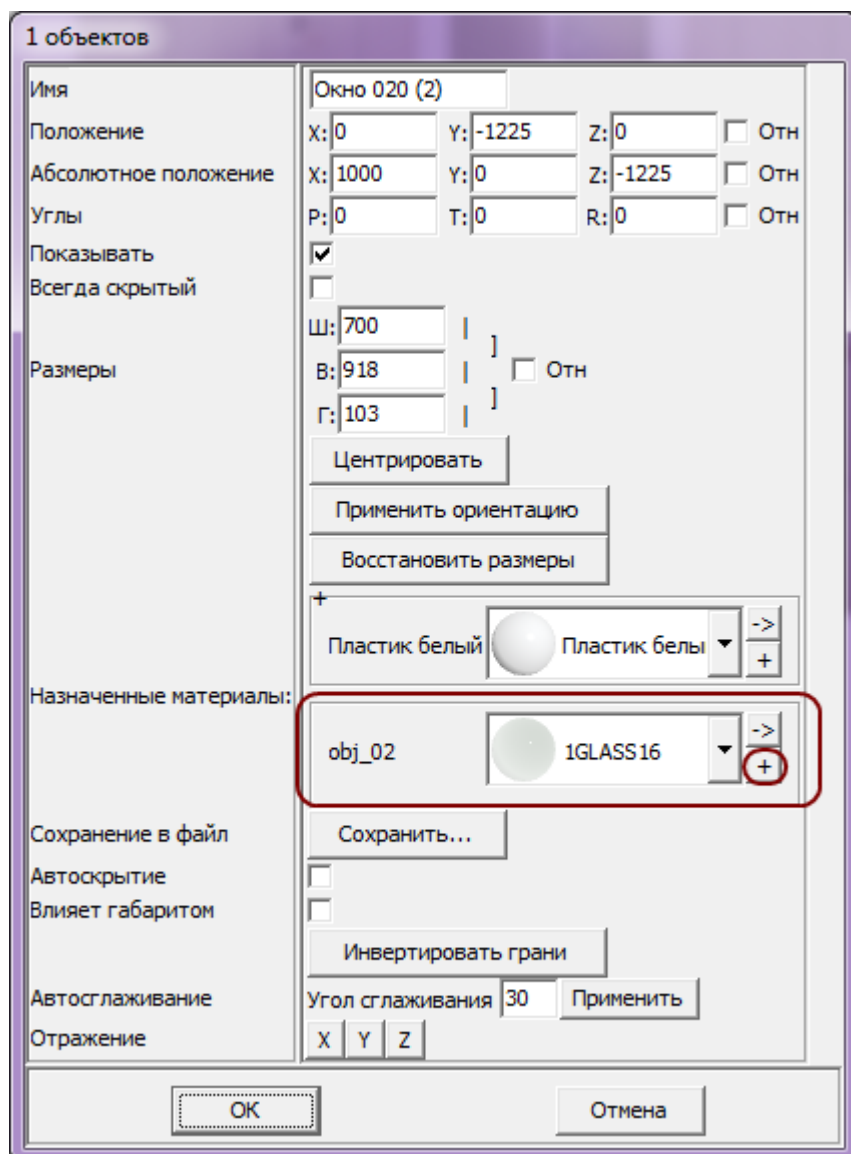 1 объектов
Имя Окно 020 (2)
Положение X: 0 Y: -1225 Z: 0 Отн
Абсолютное положение X: 1000 Y: 0 Z: -1225 Отн
Углы P: 0 T: 0 R: 0 Отн
Показывать
Всегда скрытый
Ш: 700 |
]
Размеры В: 918 | Отн
]
Г: 103 |
Центрировать
Применить ориентацию
Восстановить размеры
+
->
Пластик белый Пластик белы
+
Назначенные материалы:
->
obj_02 1GLASS16
+
Сохранение в файл Сохранить...
Автоскрытие
Влияет габаритом
Инвертировать грани
Автосглаживание Угол сглаживания 30 Применить
Отражение X Y Z
OK Отмена